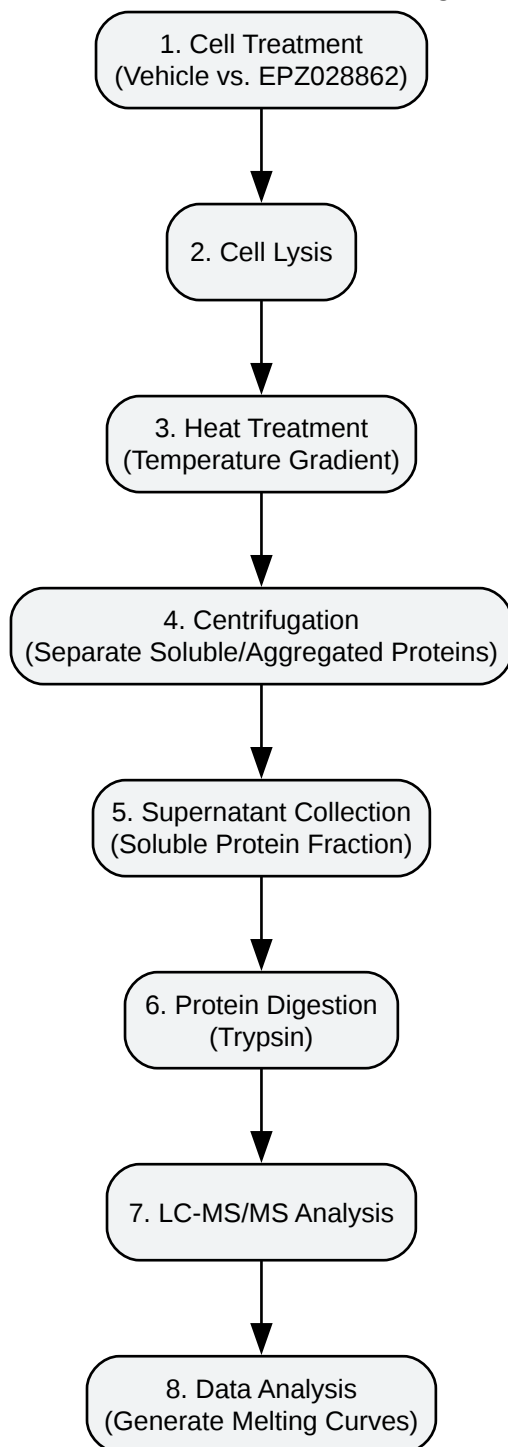 1. Cell Treatment
(Vehicle vs. EPZ028862)
2. Cell Lysis
3. Heat Treatment
(Temperature Gradient)
4. Centrifugation
(Separate Soluble/Aggregated Proteins)
5. Supernatant Collection
(Soluble Protein Fraction)
6. Protein Digestion
(Trypsin)
7. LC-MS/MS Analysis
8. Data Analysis
(Generate Melting Curves)